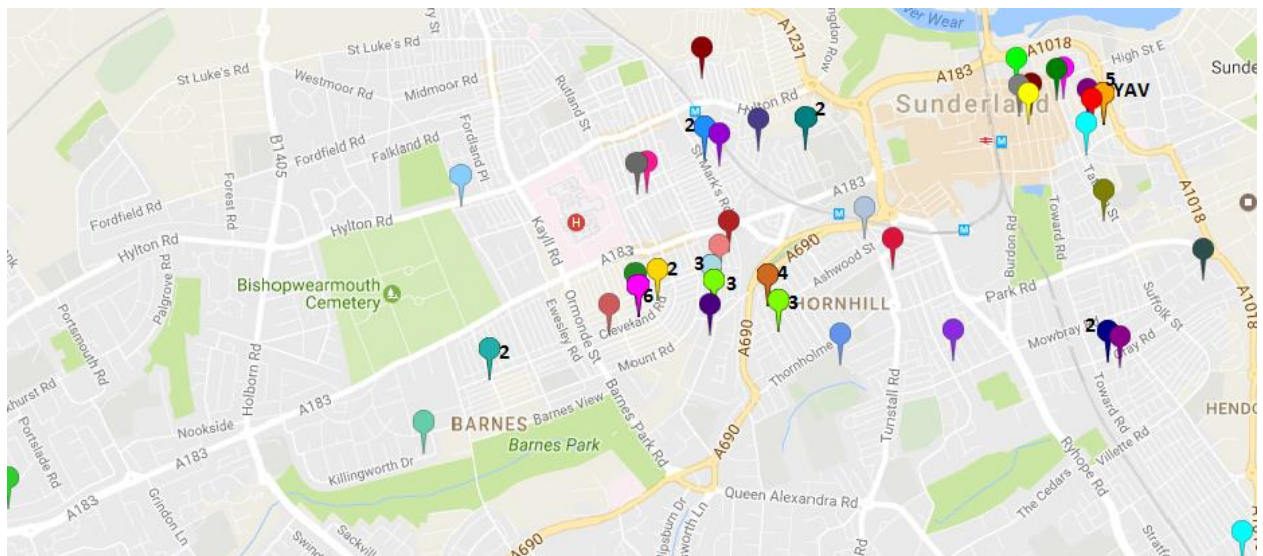 St Luke's Rd
St Luke's Rd
Westmoor Rd
Midmoor Rd
Rutland St
A1231
A183
A1018
High St E
Sunderland
5
YAV
Hylton Rd
2
2
B1405
Fordfield Rd
Falkland Rd
Fordland Pl
Forest Rd
Fordfield Rd
Hylton Rd
Hylton Rd
H
Kayll Rd
St Mark's Rd
A183
A183
M
M
M
M
Burdon Rd
Toward Rd
A1018
Palgrove Rd
Bishopwearmouth
Cemetery
Portsmouth Rd
Holborn Rd
2
6
3
3
4
3
A690
Ashwood St
THORNHILL
Park Rd
Suffolk St
A1018
Cleveland Rd
Ormonde St
Ewesley Rd
Mount Rd
A690
Thornholme
Mowbray Rd
2
Gray Rd
2
Toward Rd
HENDO
Portslade Rd
Nookside
A183
A183
BARNES
Barnes View
Barnes Park
Barnes Park Rd
A690
Tunstall Rd
Killingworth Dr
A183
Grindon Ln
A690
Queen Alexandra Rd
Ryhope Rd
The Cedars
Villette Rd